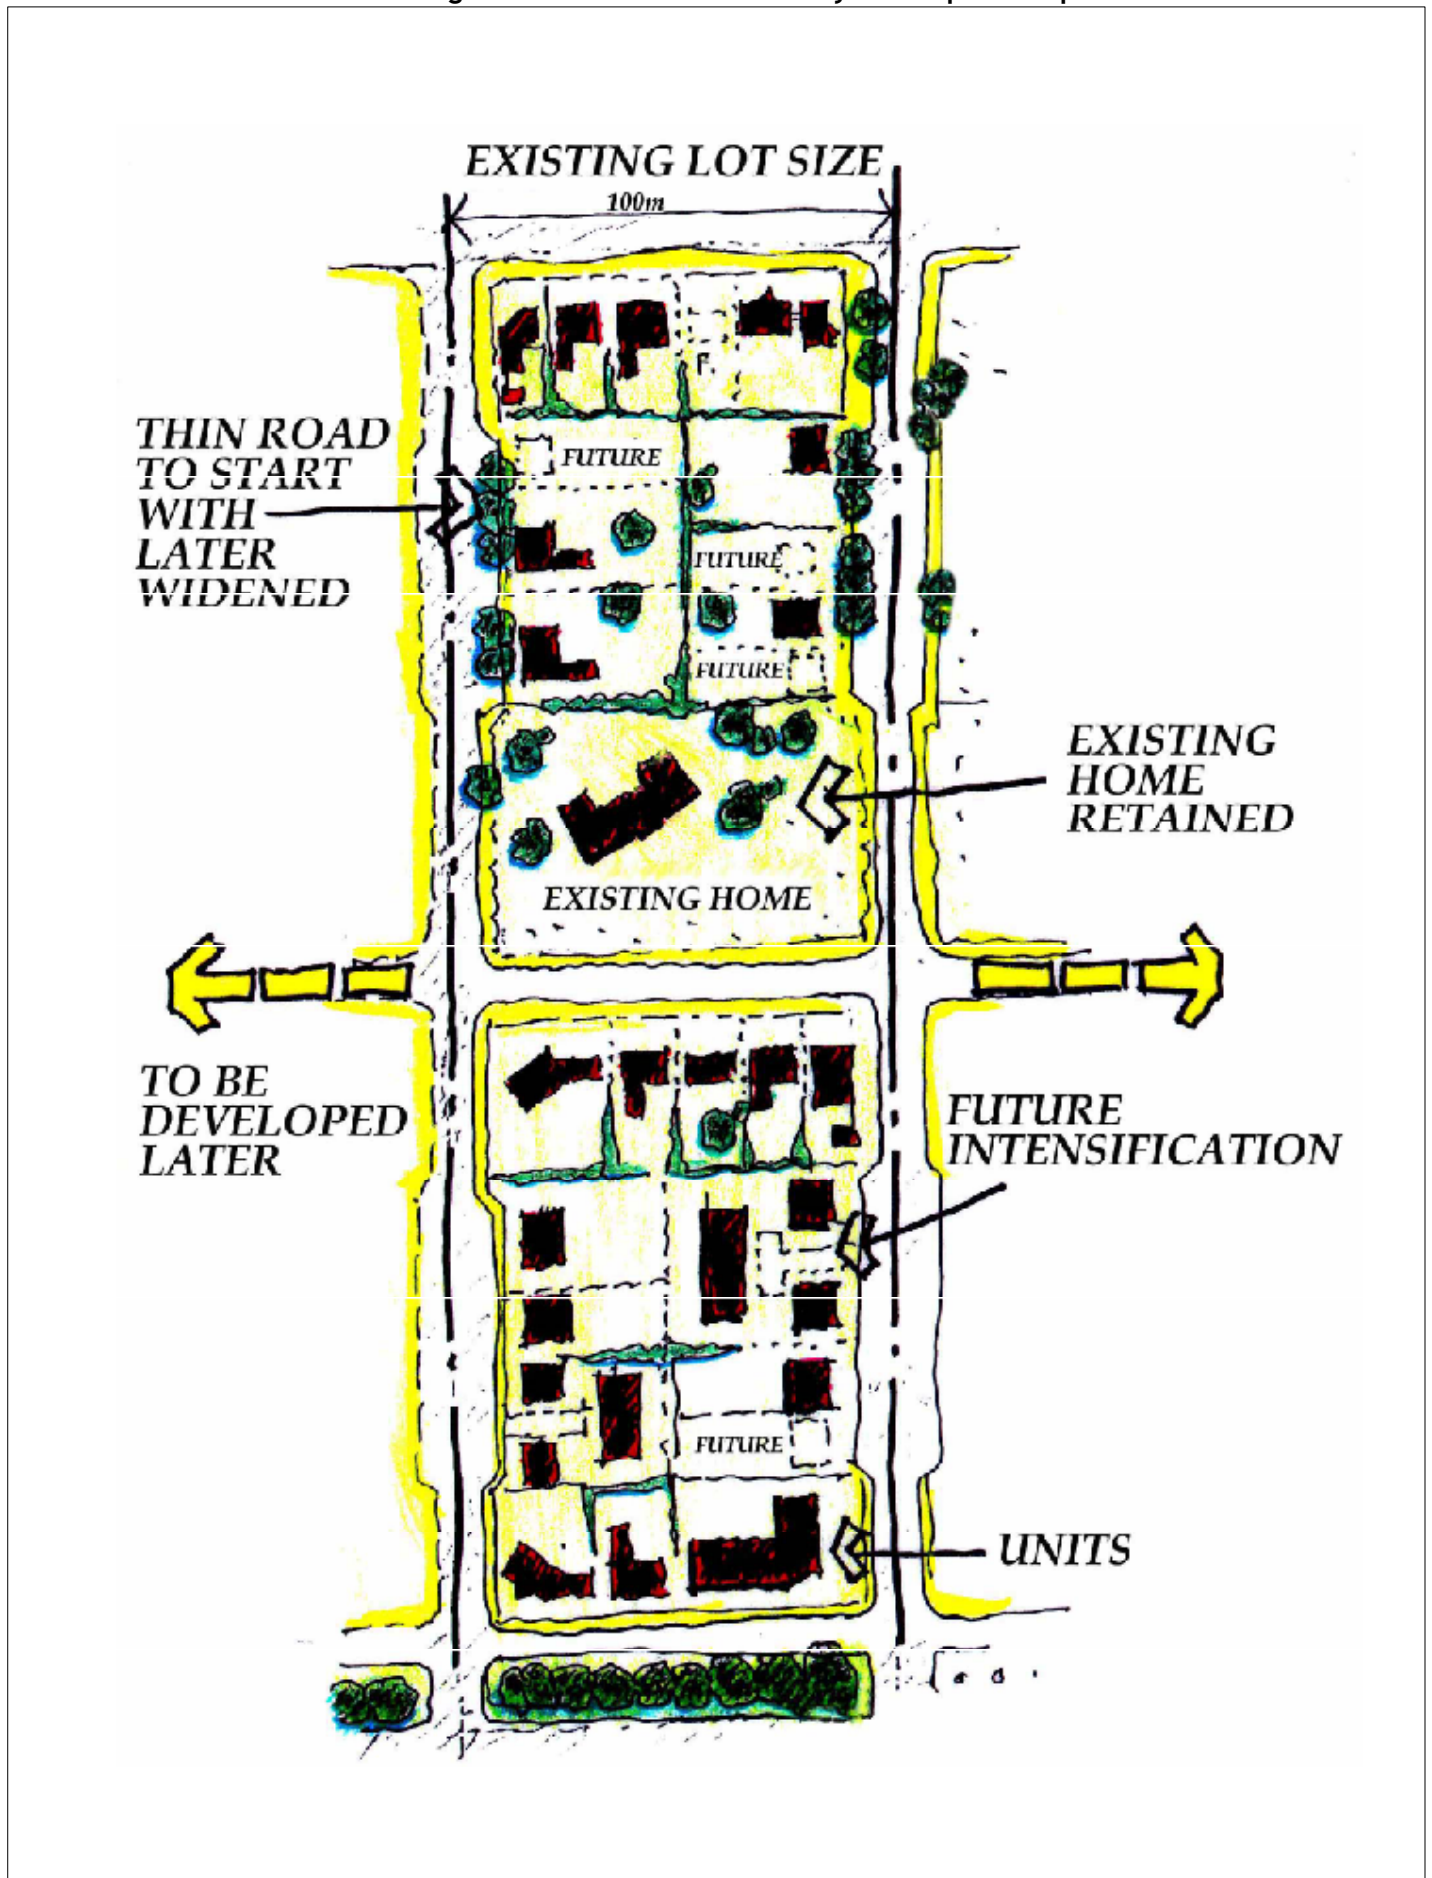 EXISTING LOT SIZE
100m
THIN ROAD
TO START
WITH
LATER
WIDENED
FUTURE
FUTURE
FUTURE
EXISTING
HOME
RETAINED
EXISTING HOME
TO BE
DEVELOPED
LATER
FUTURE
INTENSIFICATION
FUTURE
UNITS